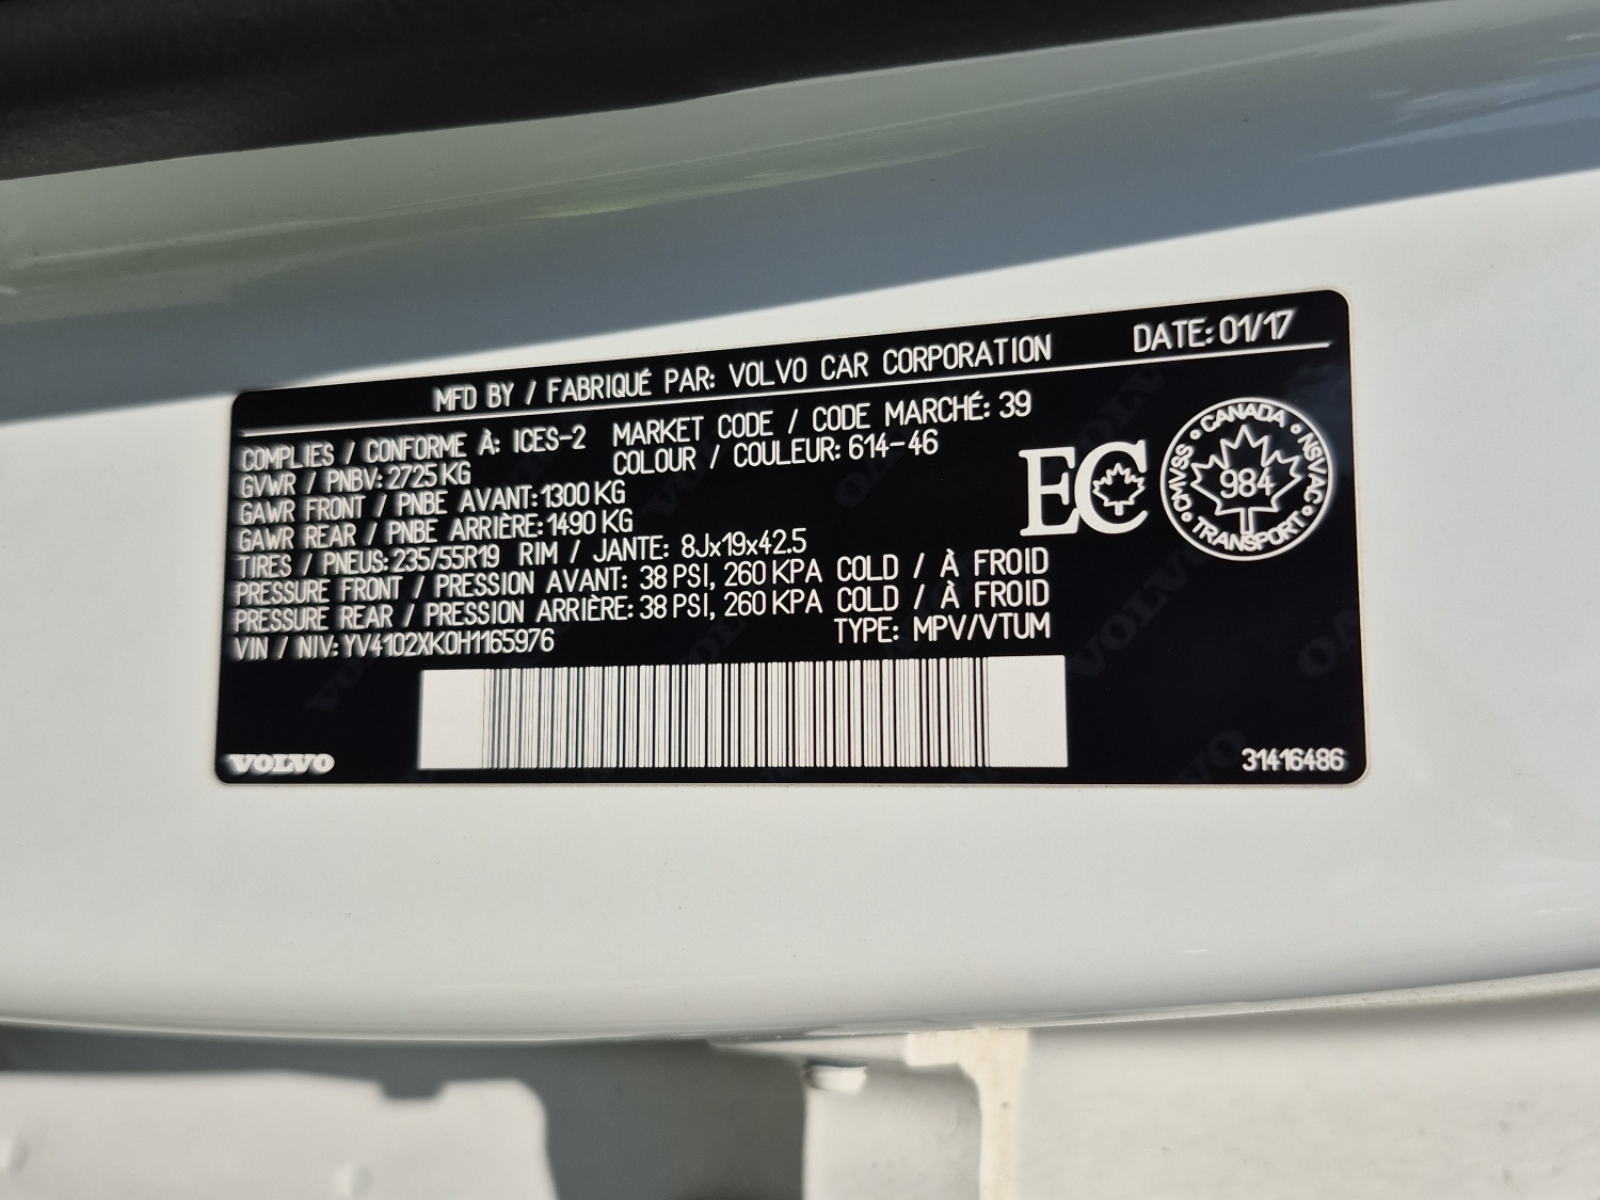 MFD BY / FABRIQUÉ PAR: VOLVO CAR CORPORATION DATE: 01/17
COMPLIES / CONFORME À: ICES-2 MARKET CODE / CODE MARCHÉ: 39
GVWR / PNBV: 2725 KG COLOUR / COULEUR: 614-46
GAWR FRONT / PNBE AVANT: 1300 KG
GAWR REAR / PNBE ARRIÈRE: 1490 KG
TIRES / PNEUS: 235/55R19 RIM / JANTE: 8Jx19x42.5
PRESSURE FRONT / PRESSION AVANT: 38 PSI, 260 KPA COLD / À FROID
PRESSURE REAR / PRESSION ARRIÈRE: 38 PSI, 260 KPA COLD / À FROID
VIN / NIV: YV4102XK0H1165976 TYPE: MPV/VTUM
EC
CANADA
CMVSS NSVAC
984
TRANSPORT
VOLVO
31416486